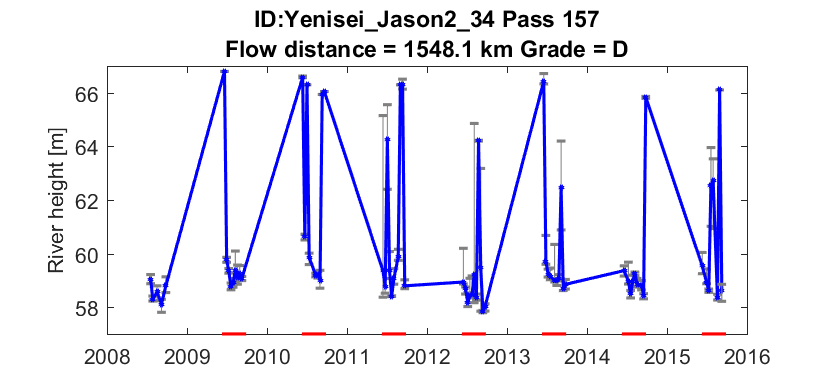 ID:Yenisei_Jason2_34 Pass 157
Flow distance = 1548.1 km Grade = D
River height [m]
66
64
62
60
58
2008 2009 2010 2011 2012 2013 2014 2015 2016